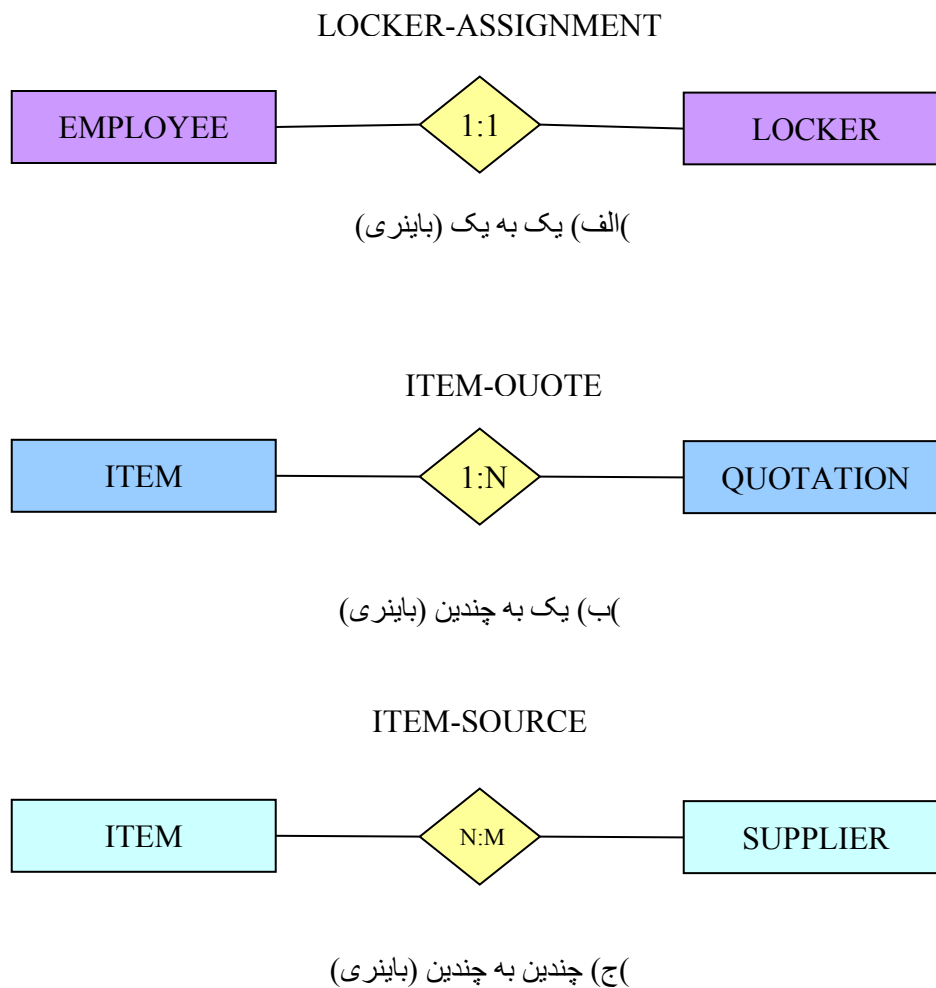 LOCKER-ASSIGNMENT
EMPLOYEE 1:1 LOCKER
)الف) یک به یک (باینری)
ITEM-OUOTE
ITEM 1:N QUOTATION
)ب) یک به چندین (باینری)
ITEM-SOURCE
ITEM N:M SUPPLIER
)ج) چندین به چندین (باینری)